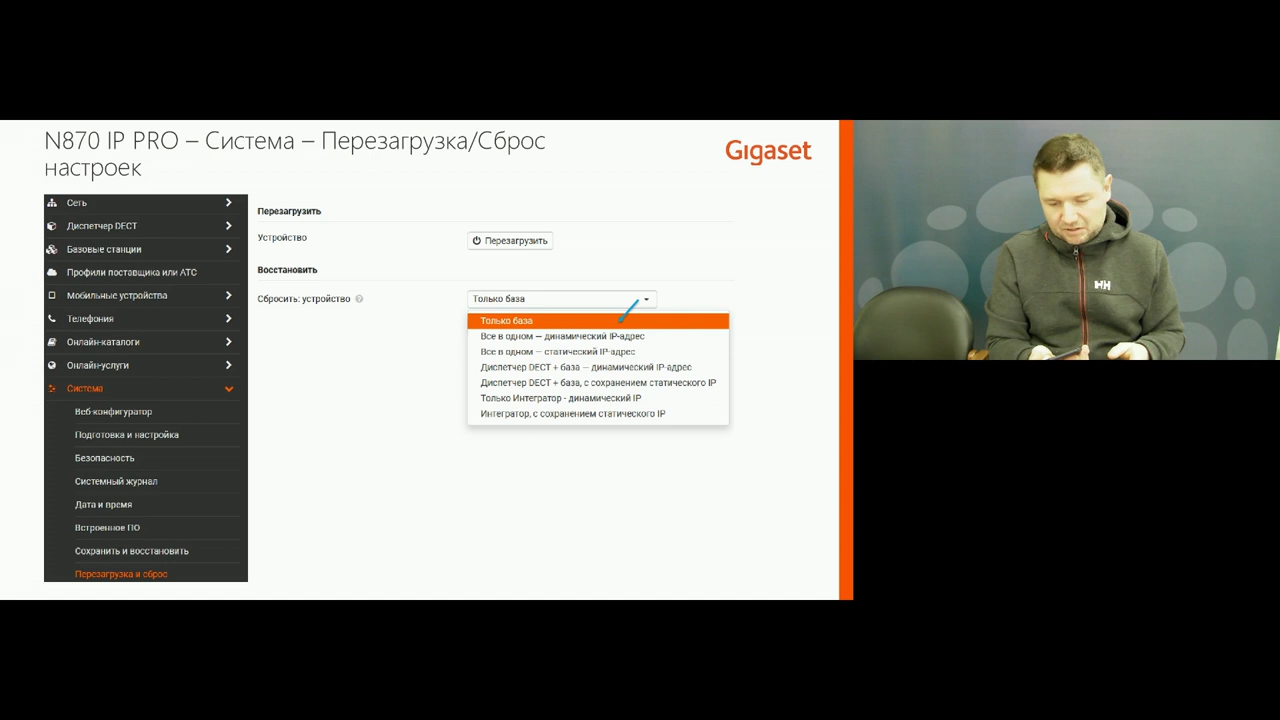 N870 IP PRO – Система – Перезагрузка/Сброс
настроек
Gigaset
Сеть
Диспетчер DECT
Базовые станции
Профили поставщика или АТС
Мобильные устройства
Телефония
Онлайн-каталоги
Онлайн-услуги
Система
Веб-конфигуратор
Подготовка и настройка
Безопасность
Системный журнал
Дата и время
Встроенное ПО
Сохранить и восстановить
Перезагрузка и сброс
Перезагрузить
Устройство
Перезагрузить
Восстановить
Сбросить: устройство
Только база
Только база
Все в одном — динамический IP-адрес
Все в одном — статический IP-адрес
Диспетчер DECT + база — динамический IP-адрес
Диспетчер DECT + база, с сохранением статического IP
Только Интегратор - динамический IP
Интегратор, с сохранением статического IP
HH